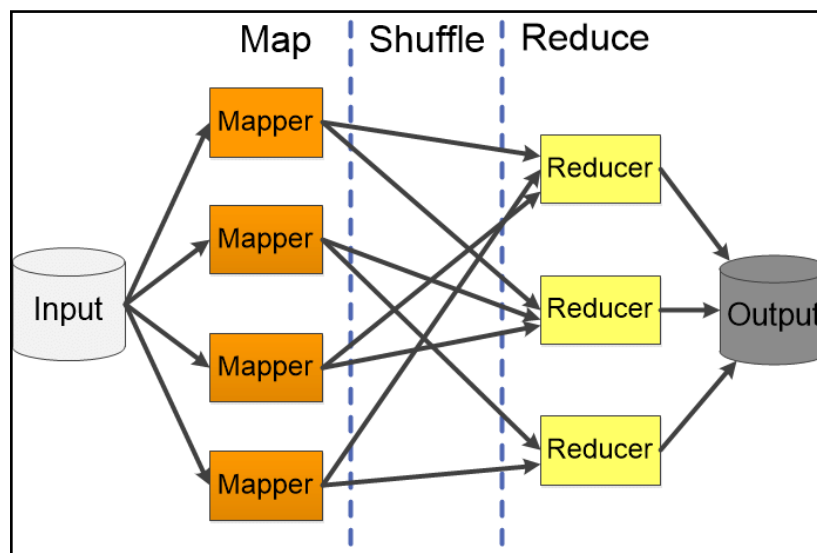 Map
Shuffle
Reduce
Mapper
Mapper
Mapper
Mapper
Input
Reducer
Reducer
Reducer
Output